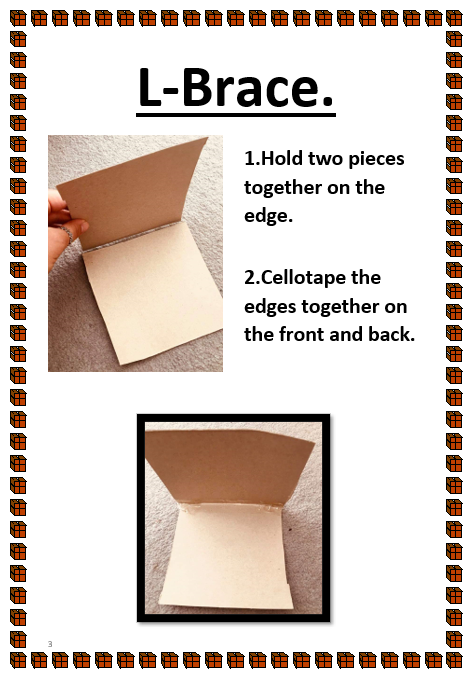 L-Brace.
1.Hold two pieces
together on the
edge.
2.Cellotape the
edges together on
the front and back.
3